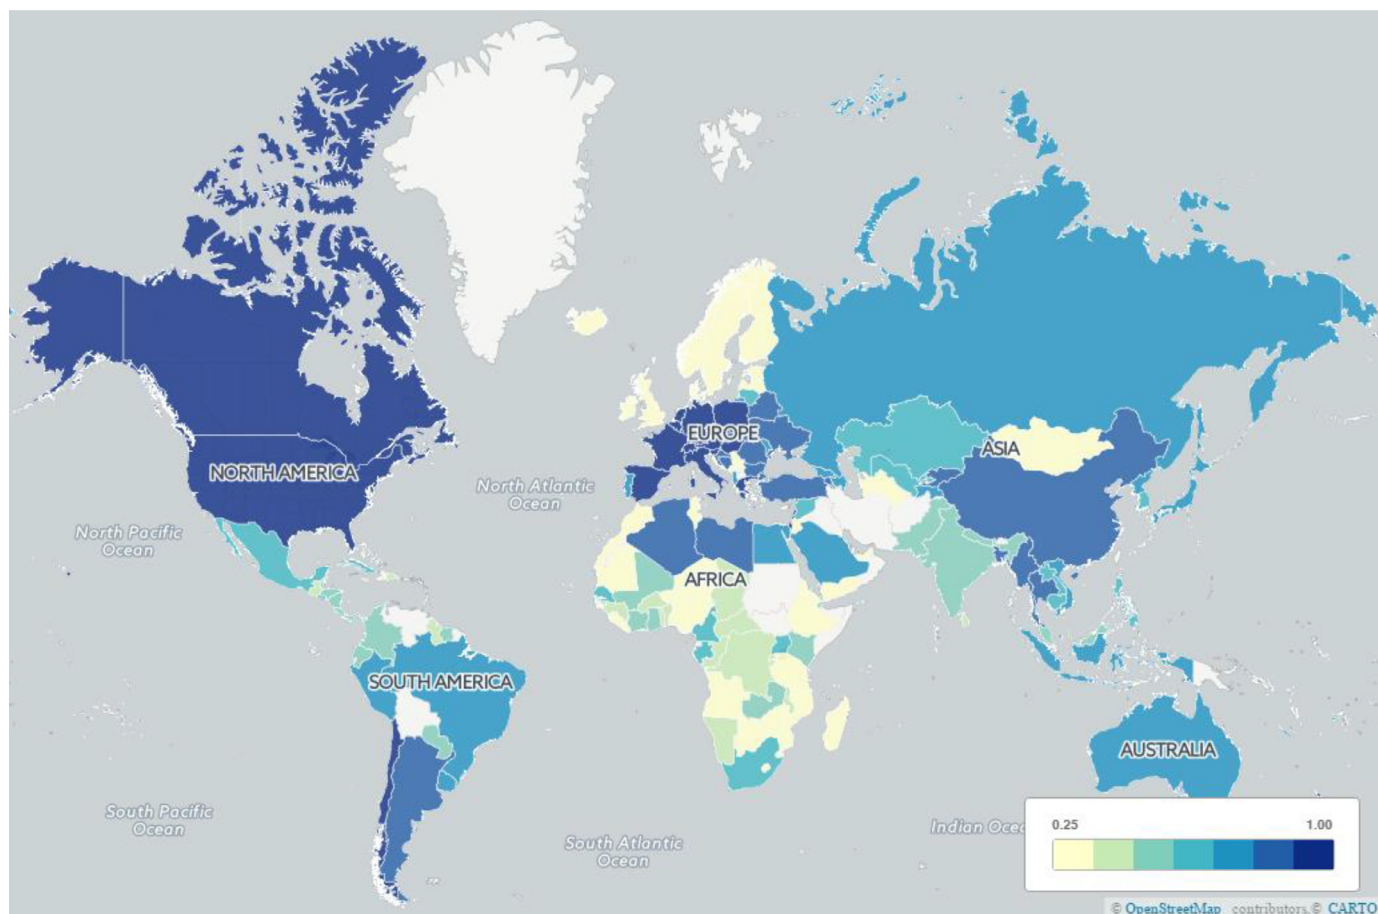 EUROPE
ASIA
NORTH AMERICA
North Atlantic
Ocean
North Pacific
Ocean
AFRICA
SOUTH AMERICA
AUSTRALIA
South Pacific
Ocean
South Atlantic
Ocean
Indian Ocea
0.25 1.00
© OpenStreetMap contributors © CARTO